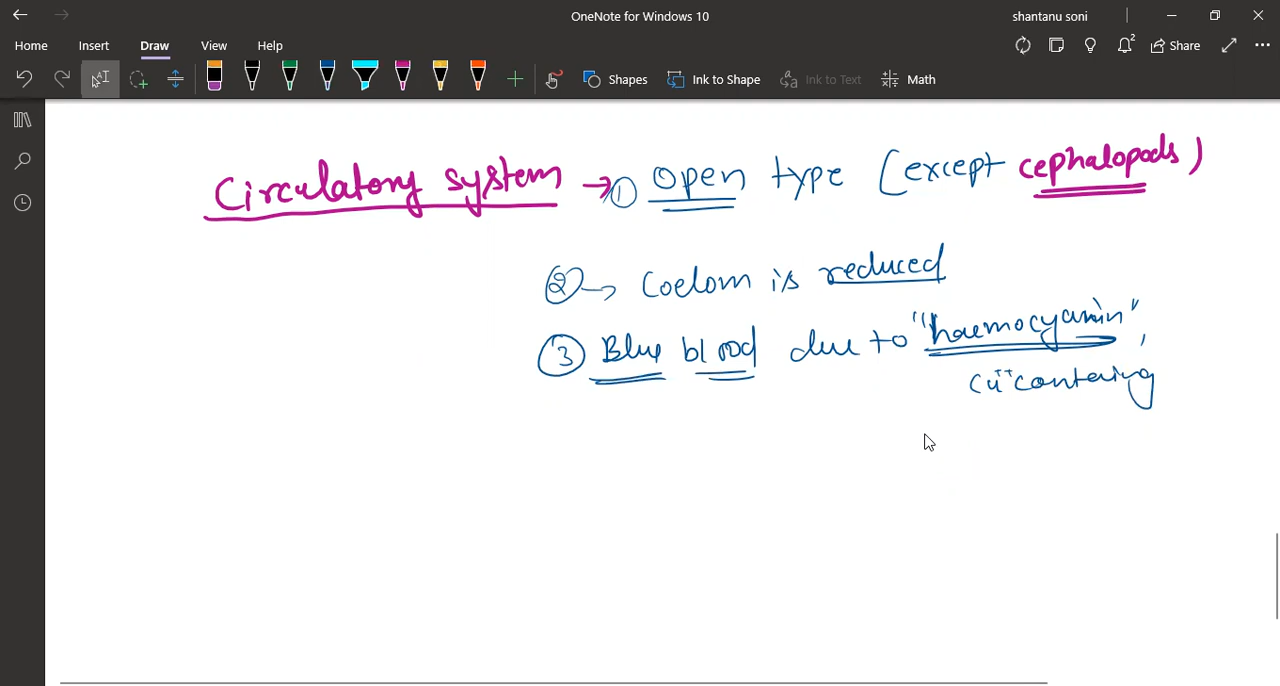 OneNote for Windows 10
shantanu soni
Home Insert Draw View Help
Share
Shapes Ink to Shape Ink to Text Math
Circulatory system → ① Open type (except cephalopods)
② → Coelom is reduced
③ Blue blood due to "haemocyanin",
Cu⁺⁺ containing